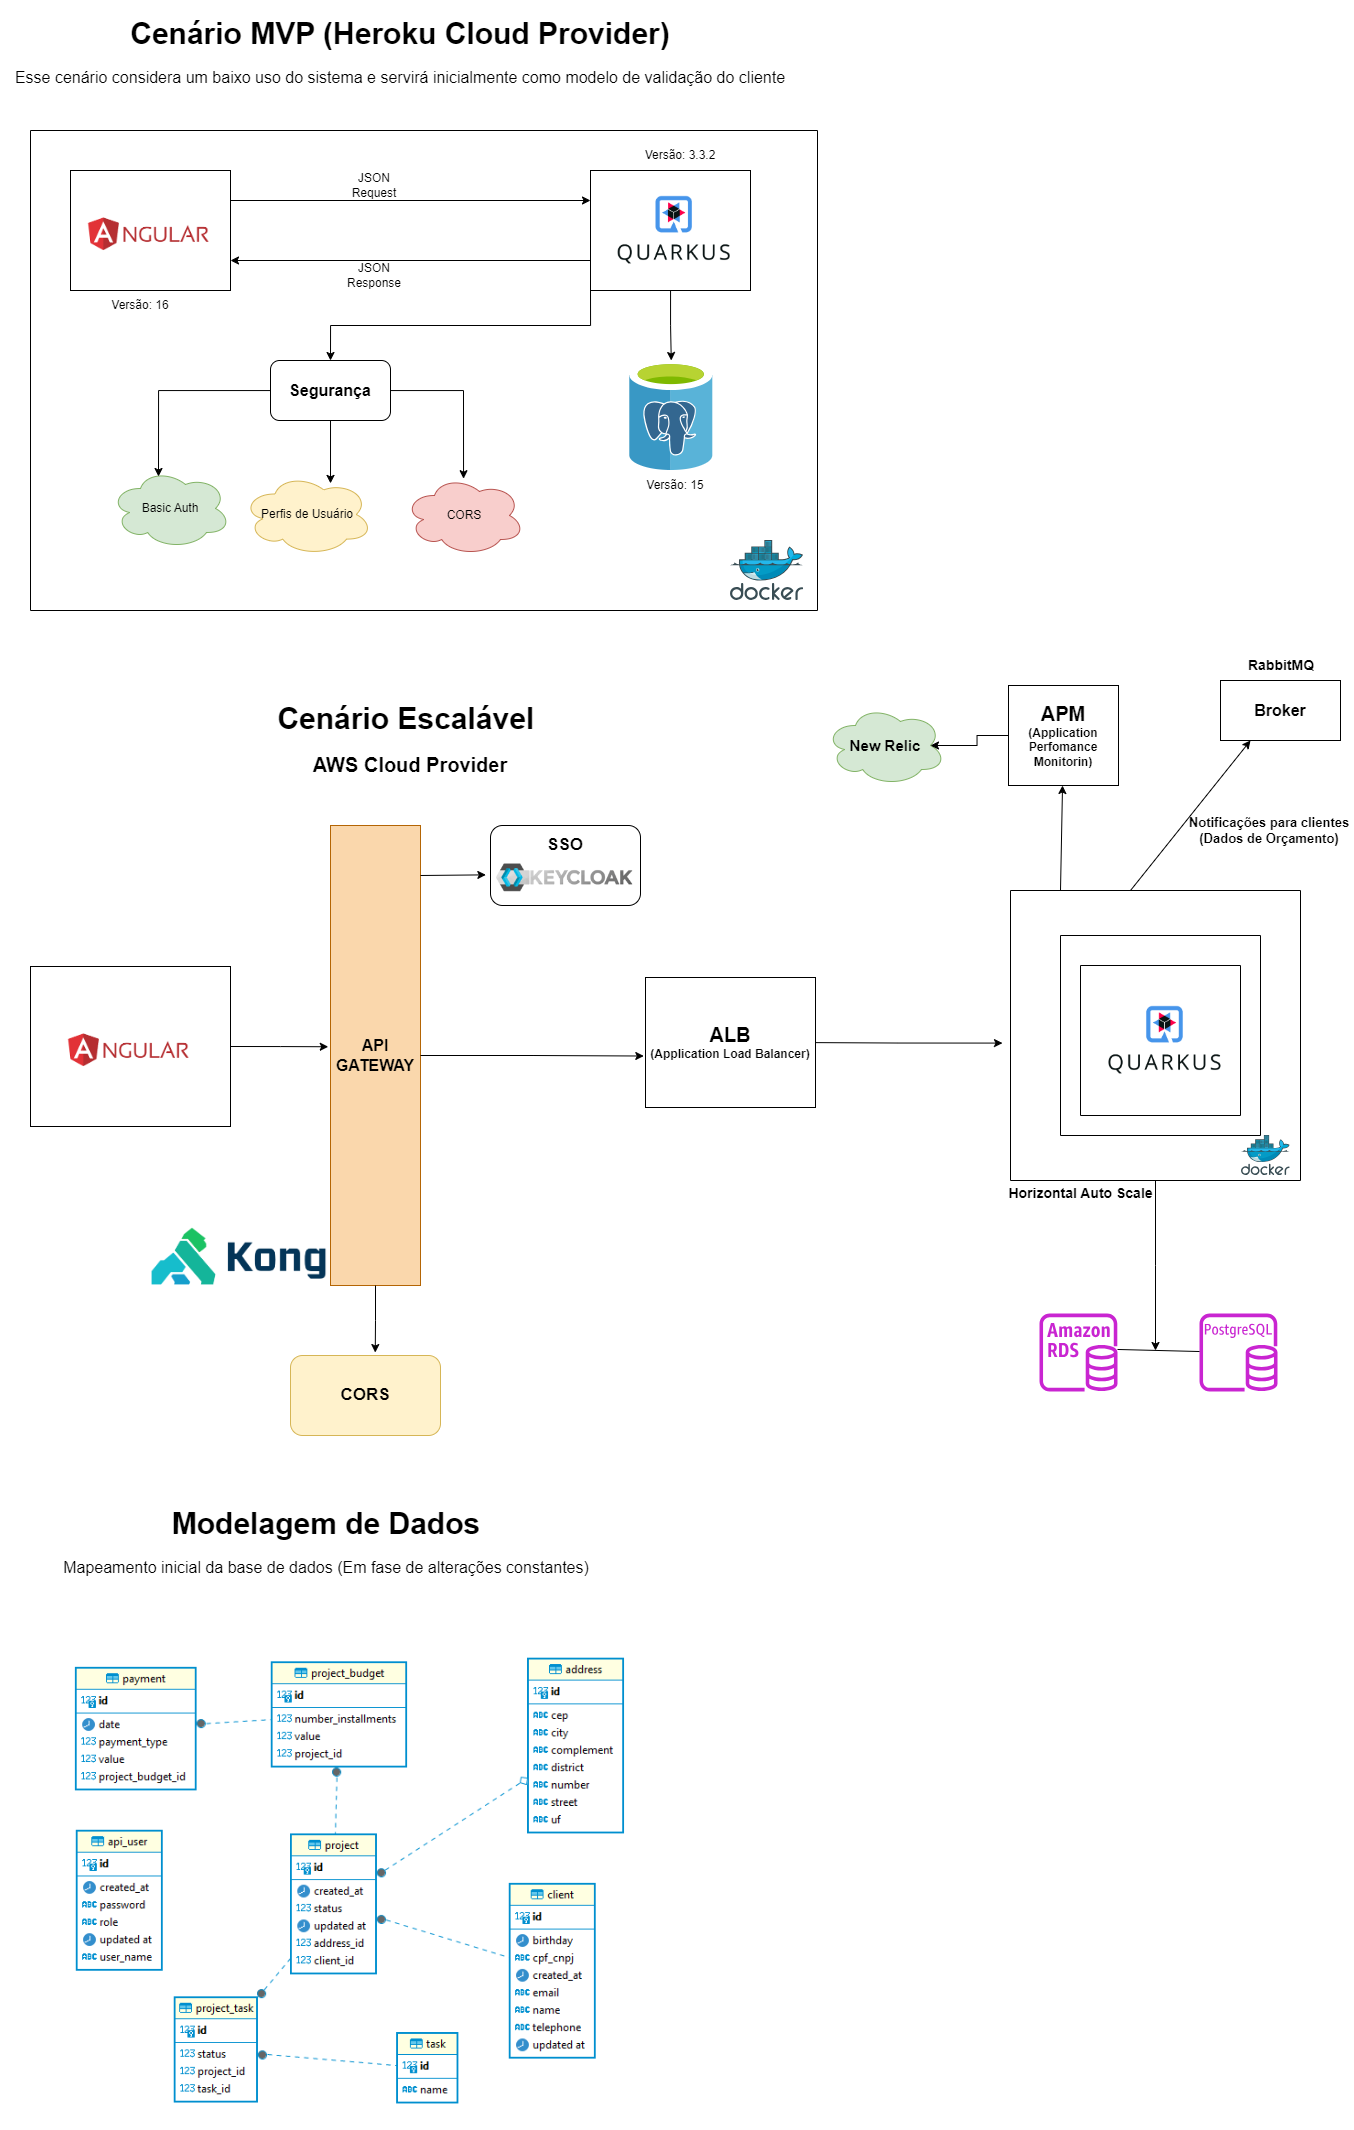 Cenário MVP (Heroku Cloud Provider)
Esse cenário considera um baixo uso do sistema e servirá inicialmente como modelo de validação do cliente
Versão: 3.3.2
JSON
Request
ANGULAR
QUARKUS
JSON
Response
Versão: 16
Segurança
Versão: 15
Basic Auth
Perfis de Usuário
CORS
docker
RabbitMQ
Broker
APM
(Application
Perfomance
Monitorin)
New Relic
Cenário Escalável
AWS Cloud Provider
Notificações para clientes
(Dados de Orçamento)
SSO
KEYCLOAK
ANGULAR
API
GATEWAY
ALB
(Application Load Balancer)
QUARKUS
docker
Horizontal Auto Scale
Kong
Amazon
RDS
PostgreSQL
CORS
Modelagem de Dados
Mapeamento inicial da base de dados (Em fase de alterações constantes)
payment
123 id
date
123 payment_type
123 value
123 project_budget_id
project_budget
123 id
123 number_installments
123 value
123 project_id
address
123 id
ABC cep
ABC city
ABC complement
ABC district
ABC number
ABC street
ABC uf
api_user
123 id
created_at
ABC password
ABC role
updated at
ABC user_name
project
123 id
created_at
123 status
updated at
123 address_id
123 client_id
client
123 id
birthday
ABC cpf_cnpj
created_at
ABC email
ABC name
ABC telephone
updated at
project_task
123 id
123 status
123 project_id
123 task_id
task
123 id
ABC name